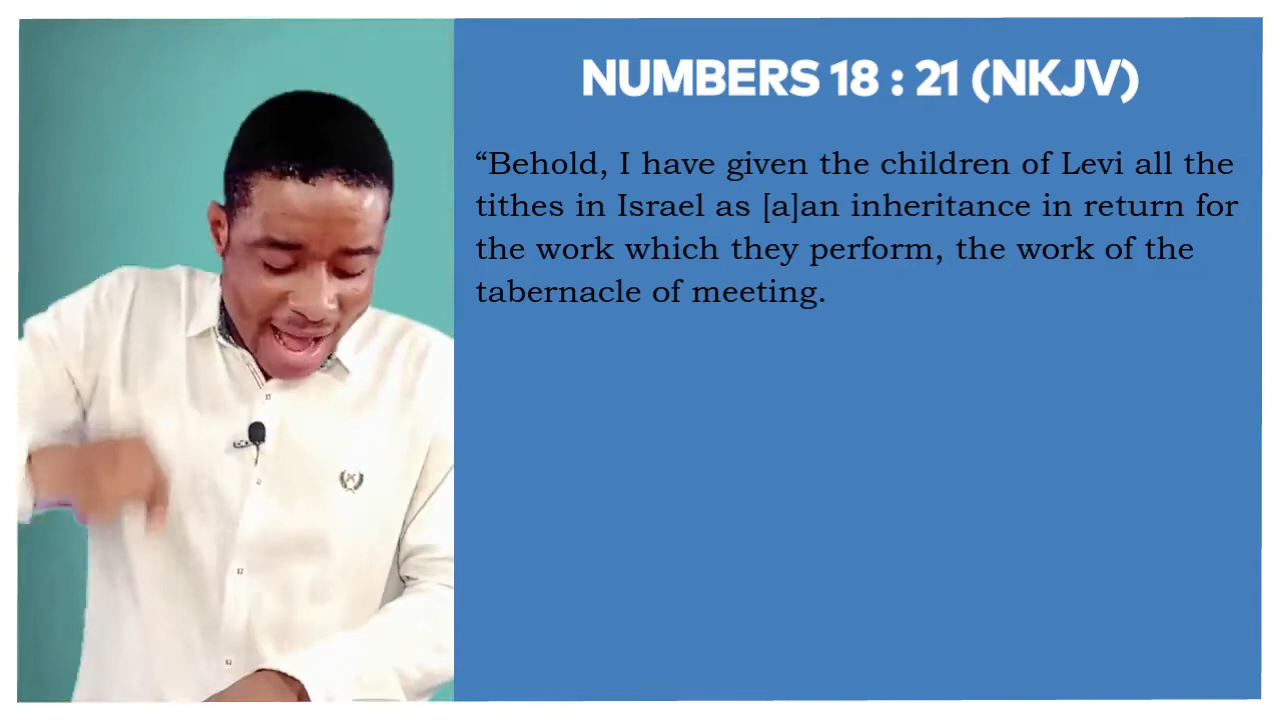 NUMBERS 18 : 21 (NKJV)
“Behold, I have given the children of Levi all the
tithes in Israel as [a]an inheritance in return for
the work which they perform, the work of the
tabernacle of meeting.